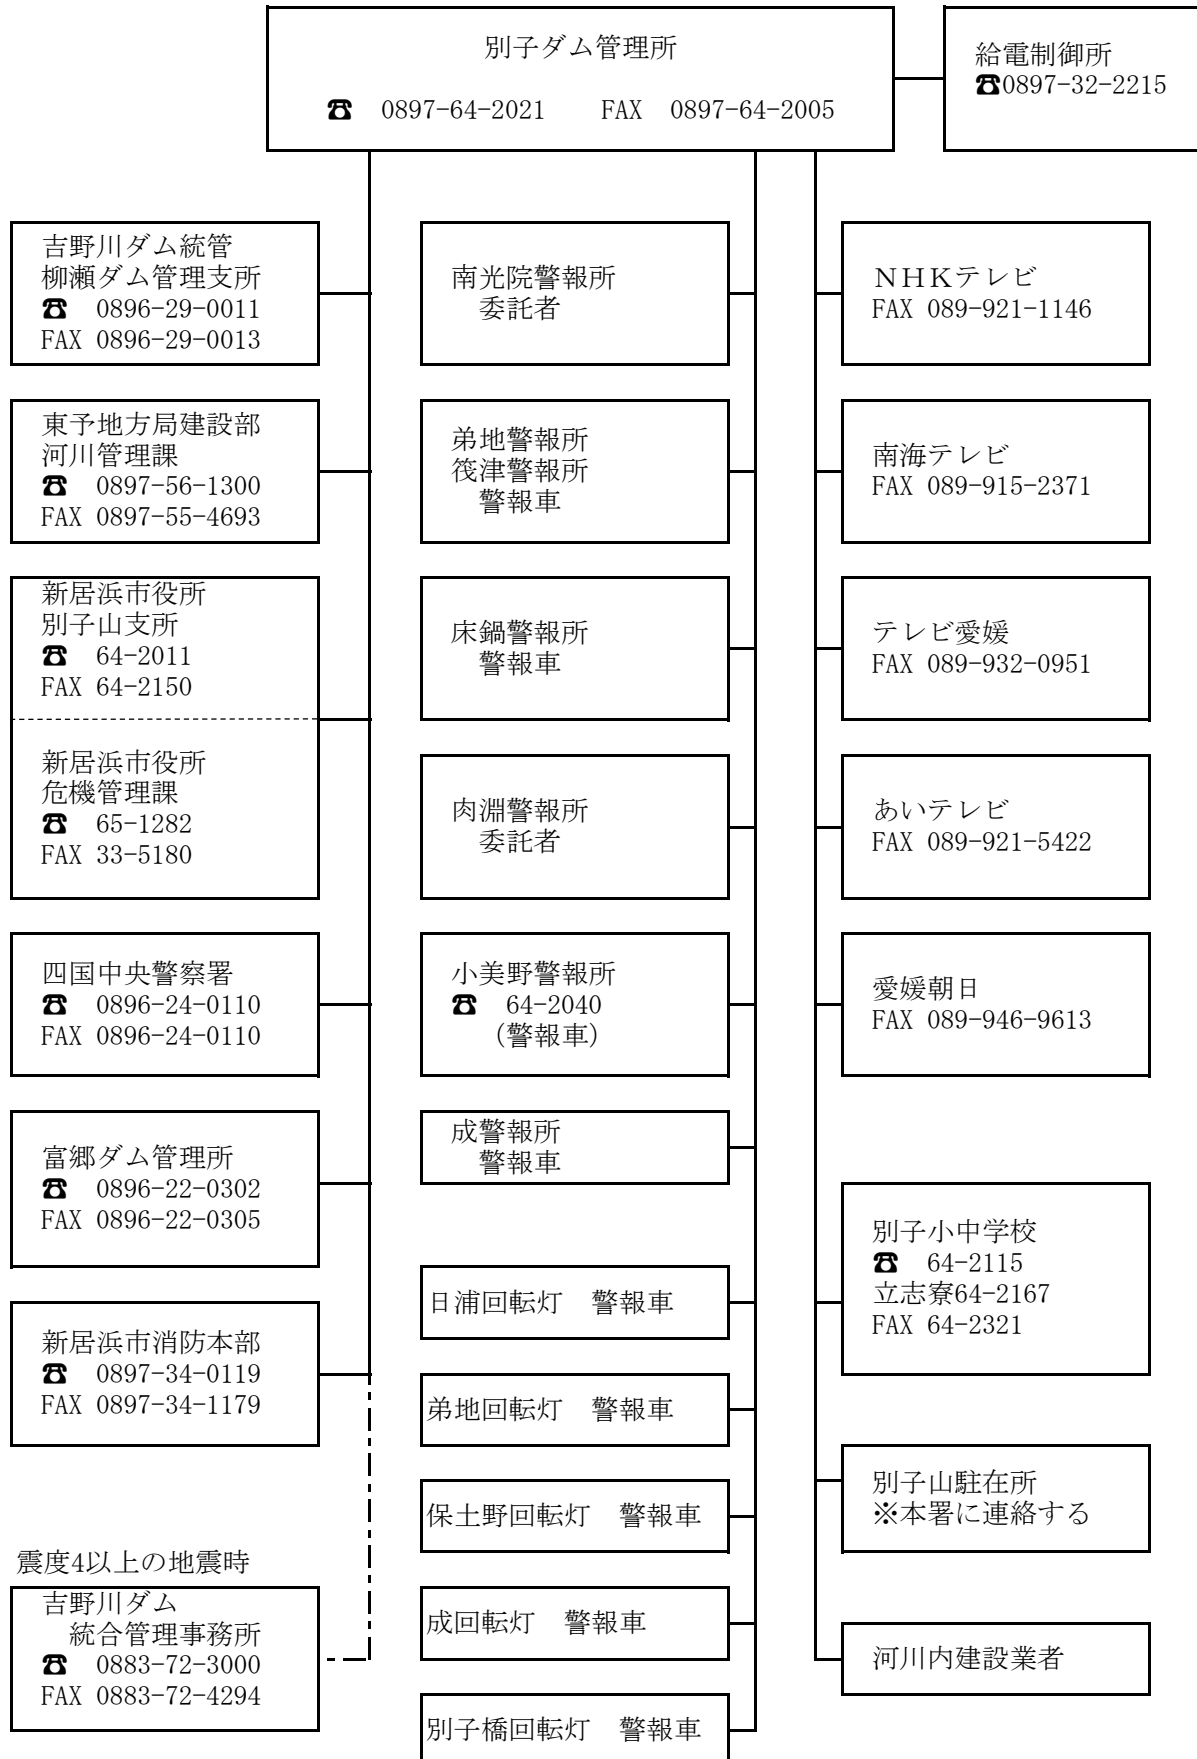 別子ダム管理所
☎ 0897-64-2021 FAX 0897-64-2005
給電制御所
☎0897-32-2215
吉野川ダム統管
柳瀬ダム管理支所
☎ 0896-29-0011
FAX 0896-29-0013
東予地方局建設部
河川管理課
☎ 0897-56-1300
FAX 0897-55-4693
新居浜市役所
別子山支所
☎ 64-2011
FAX 64-2150
新居浜市役所
危機管理課
☎ 65-1282
FAX 33-5180
四国中央警察署
☎ 0896-24-0110
FAX 0896-24-0110
富郷ダム管理所
☎ 0896-22-0302
FAX 0896-22-0305
新居浜市消防本部
☎ 0897-34-0119
FAX 0897-34-1179
震度4以上の地震時
吉野川ダム
統合管理事務所
☎ 0883-72-3000
FAX 0883-72-4294
南光院警報所
委託者
弟地警報所
筏津警報所
警報車
床鍋警報所
警報車
肉淵警報所
委託者
小美野警報所
☎ 64-2040
(警報車)
成警報所
警報車
日浦回転灯 警報車
弟地回転灯 警報車
保土野回転灯 警報車
成回転灯 警報車
別子橋回転灯 警報車
ＮＨＫテレビ
FAX 089-921-1146
南海テレビ
FAX 089-915-2371
テレビ愛媛
FAX 089-932-0951
あいテレビ
FAX 089-921-5422
愛媛朝日
FAX 089-946-9613
別子小中学校
☎ 64-2115
立志寮64-2167
FAX 64-2321
別子山駐在所
※本署に連絡する
河川内建設業者